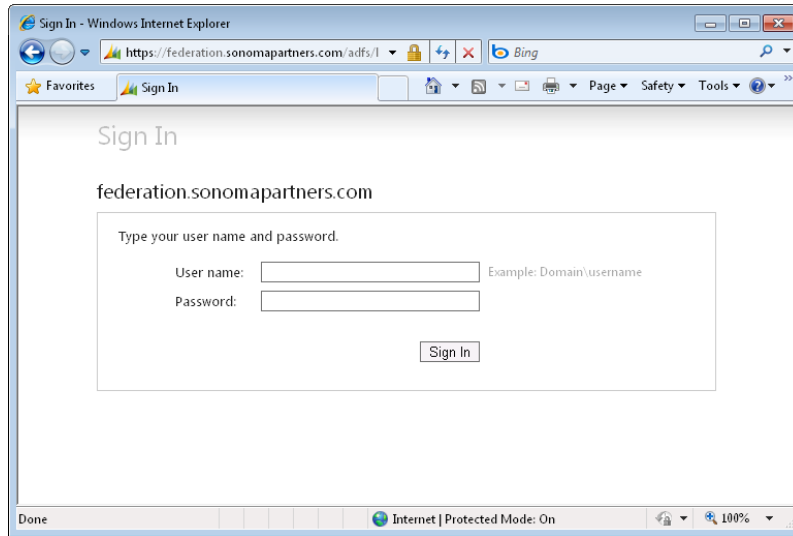 Sign In - Windows Internet Explorer
https://federation.sonomapartners.com/adfs/l
Bing
Favorites
Sign In
Page
Safety
Tools
Sign In
federation.sonomapartners.com
Type your user name and password.
User name:
Example: Domain\username
Password:
Sign In
Done
Internet | Protected Mode: On
100%